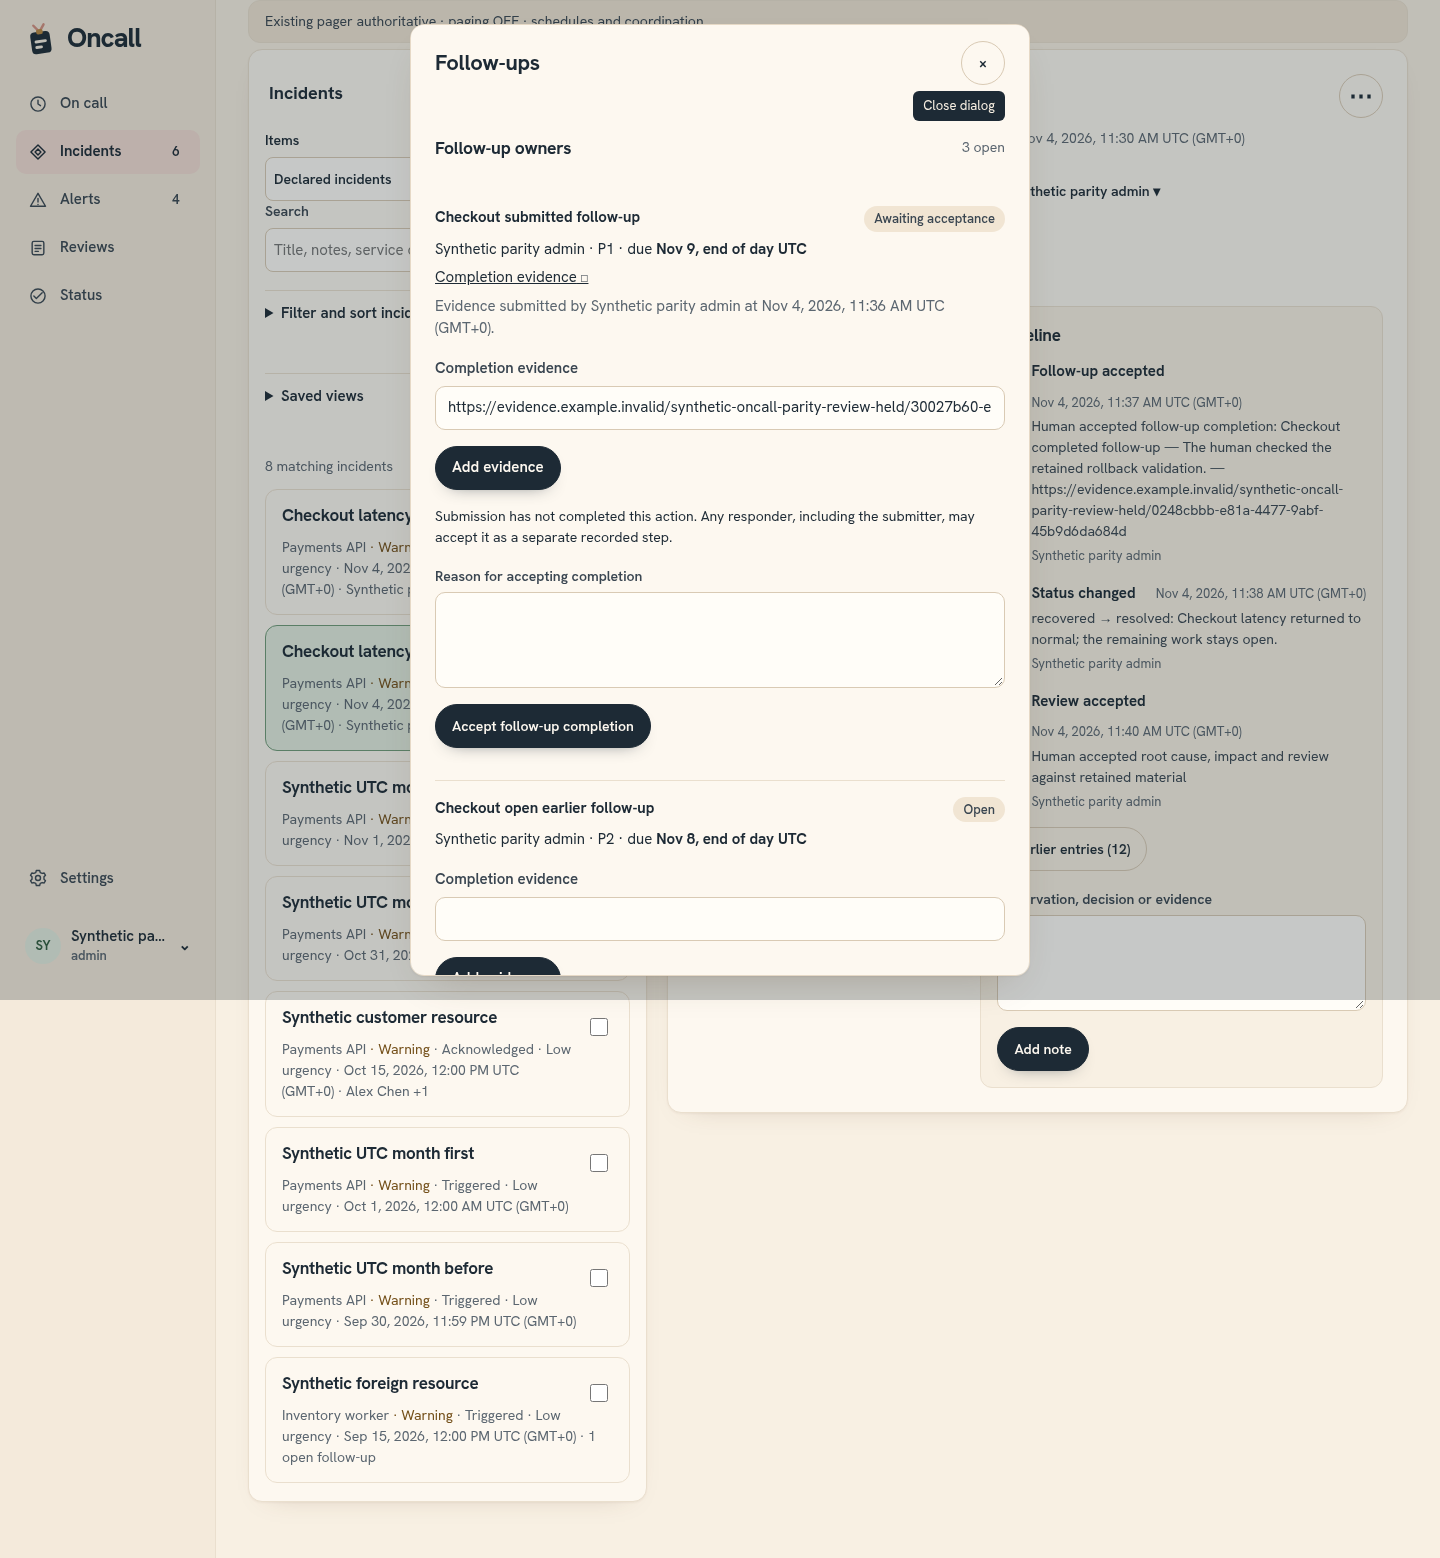 Oncall
On call
Incidents 6
Alerts 4
Reviews
Status
Settings
SY
Synthetic pa...
admin
Existing pager authoritative · paging OFF · schedules and coordination
Incidents
Items
Declared incidents
Search
Title, notes, service
Filter and sort
Saved views
8 matching incidents
Checkout latency
Payments API ·
urgency · Nov 4,
(GMT+0) · Synthetic
Checkout latency
Payments API ·
urgency · Nov 4,
(GMT+0) · Synthetic
Synthetic UTC
Payments API ·
urgency · Nov 1,
Synthetic UTC
Payments API ·
urgency · Oct 31,
Synthetic customer resource
Payments API · Warning · Acknowledged · Low
urgency · Oct 15, 2026, 12:00 PM UTC
(GMT+0) · Alex Chen +1
Synthetic UTC month first
Payments API · Warning · Triggered · Low
urgency · Oct 1, 2026, 12:00 AM UTC (GMT+0)
Synthetic UTC month before
Payments API · Warning · Triggered · Low
urgency · Sep 30, 2026, 11:59 PM UTC (GMT+0)
Synthetic foreign resource
Inventory worker · Warning · Triggered · Low
urgency · Sep 15, 2026, 12:00 PM UTC (GMT+0) · 1
open follow-up
Follow-ups
×
Close dialog
Follow-up owners
3 open
Checkout submitted follow-up
Awaiting acceptance
Synthetic parity admin · P1 · due Nov 9, end of day UTC
Completion evidence
Evidence submitted by Synthetic parity admin at Nov 4, 2026, 11:36 AM UTC
(GMT+0).
Completion evidence
https://evidence.example.invalid/synthetic-oncall-parity-review-held/30027b60-e
Add evidence
Submission has not completed this action. Any responder, including the submitter, may
accept it as a separate recorded step.
Reason for accepting completion
Accept follow-up completion
Checkout open earlier follow-up
Open
Synthetic parity admin · P2 · due Nov 8, end of day UTC
Completion evidence
4, 2026, 11:30 AM UTC (GMT+0)
parity admin ▾
Follow-up accepted
Nov 4, 2026, 11:37 AM UTC (GMT+0)
Human accepted follow-up completion: Checkout
completed follow-up — The human checked the
retained rollback validation. —
https://evidence.example.invalid/synthetic-oncall-
parity-review-held/0248cbbb-e81a-4477-9abf-
45b9d6da684d
Synthetic parity admin
Status changed Nov 4, 2026, 11:38 AM UTC (GMT+0)
recovered → resolved: Checkout latency returned to
normal; the remaining work stays open.
Synthetic parity admin
Review accepted
Nov 4, 2026, 11:40 AM UTC (GMT+0)
Human accepted root cause, impact and review
against retained material
Synthetic parity admin
entries (12)
decision or evidence
Add note